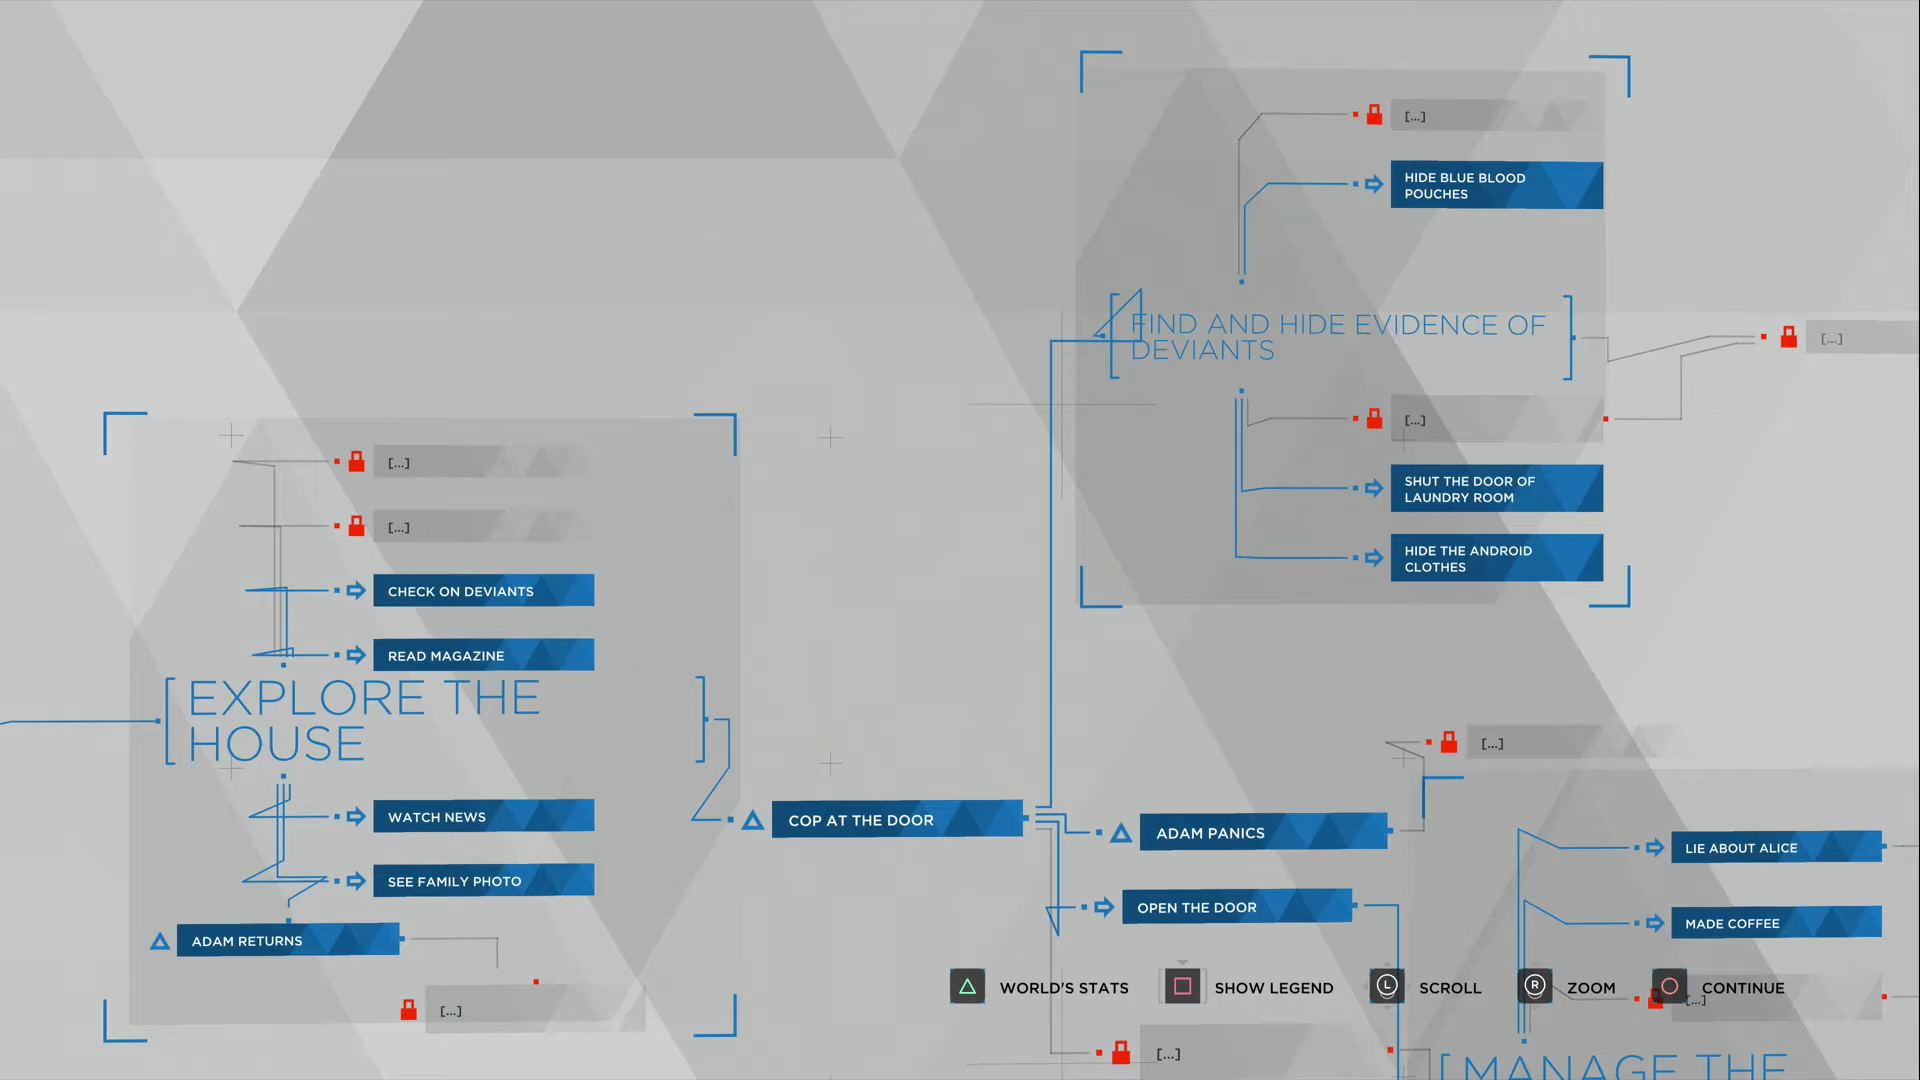 [...]
HIDE BLUE BLOOD
POUCHES
FIND AND HIDE EVIDENCE OF
DEVIANTS
[...]
[...]
SHUT THE DOOR OF
LAUNDRY ROOM
HIDE THE ANDROID
CLOTHES
[...]
[...]
CHECK ON DEVIANTS
READ MAGAZINE
EXPLORE THE
HOUSE
WATCH NEWS
SEE FAMILY PHOTO
ADAM RETURNS
[...]
COP AT THE DOOR
[...]
ADAM PANICS
OPEN THE DOOR
LIE ABOUT ALICE
MADE COFFEE
[...]
WORLD'S STATS
SHOW LEGEND
L
SCROLL
R
ZOOM
CONTINUE
[...]
[MANAGE THE